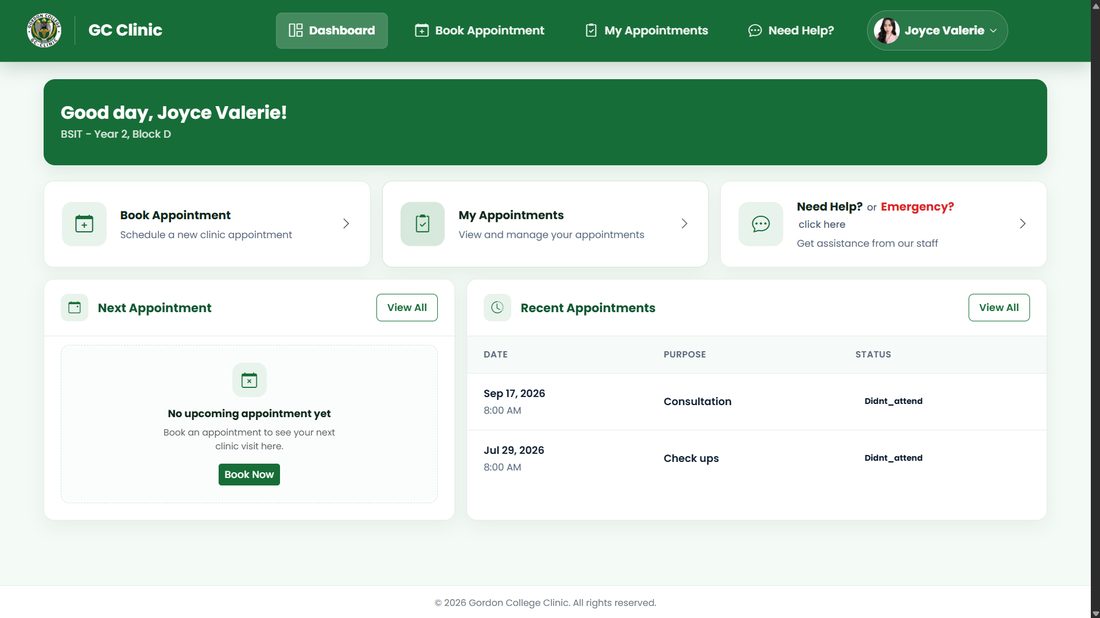 GORDON COLLEGE
GC Clinic
Dashboard
Book Appointment
My Appointments
Need Help?
Joyce Valerie
Good day, Joyce Valerie!
BSIT - Year 2, Block D
Book Appointment
Schedule a new clinic appointment
My Appointments
View and manage your appointments
Need Help? or Emergency?
click here
Get assistance from our staff
Next Appointment
View All
No upcoming appointment yet
Book an appointment to see your next
clinic visit here.
Book Now
Recent Appointments
View All
DATE PURPOSE STATUS
Sep 17, 2026
8:00 AM
Consultation
Didnt_attend
Jul 29, 2026
8:00 AM
Check ups
Didnt_attend
© 2026 Gordon College Clinic. All rights reserved.